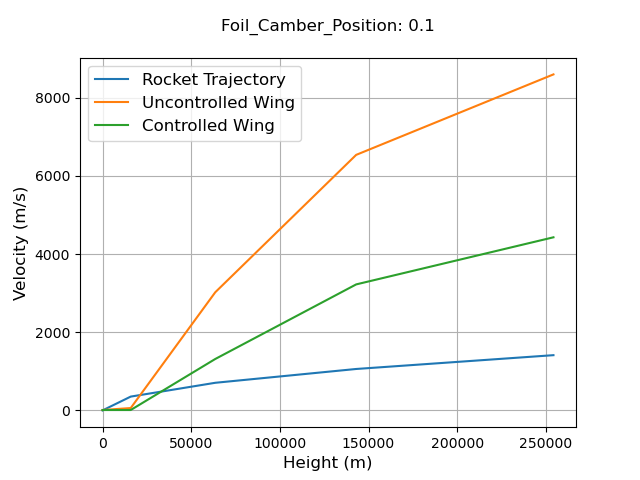 Foil_Camber_Position: 0.1
Rocket Trajectory
Uncontrolled Wing
Controlled Wing
Velocity (m/s)
8000
6000
4000
2000
0
0 50000 100000 150000 200000 250000
Height (m)